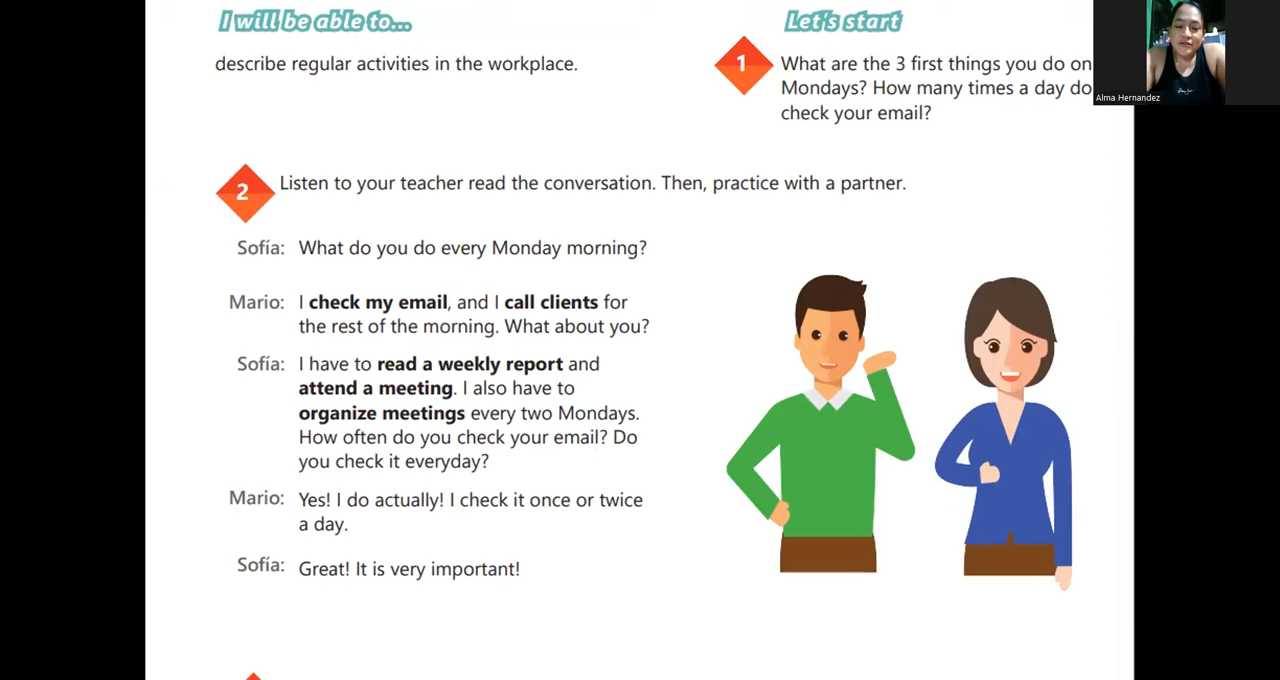 I will be able to...
describe regular activities in the workplace.
Let's start
1
What are the 3 first things you do on
Mondays? How many times a day do
check your email?
Alma Hernandez
2
Listen to your teacher read the conversation. Then, practice with a partner.
Sofía: What do you do every Monday morning?
Mario: I check my email, and I call clients for
the rest of the morning. What about you?
Sofía: I have to read a weekly report and
attend a meeting. I also have to
organize meetings every two Mondays.
How often do you check your email? Do
you check it everyday?
Mario: Yes! I do actually! I check it once or twice
a day.
Sofía: Great! It is very important!